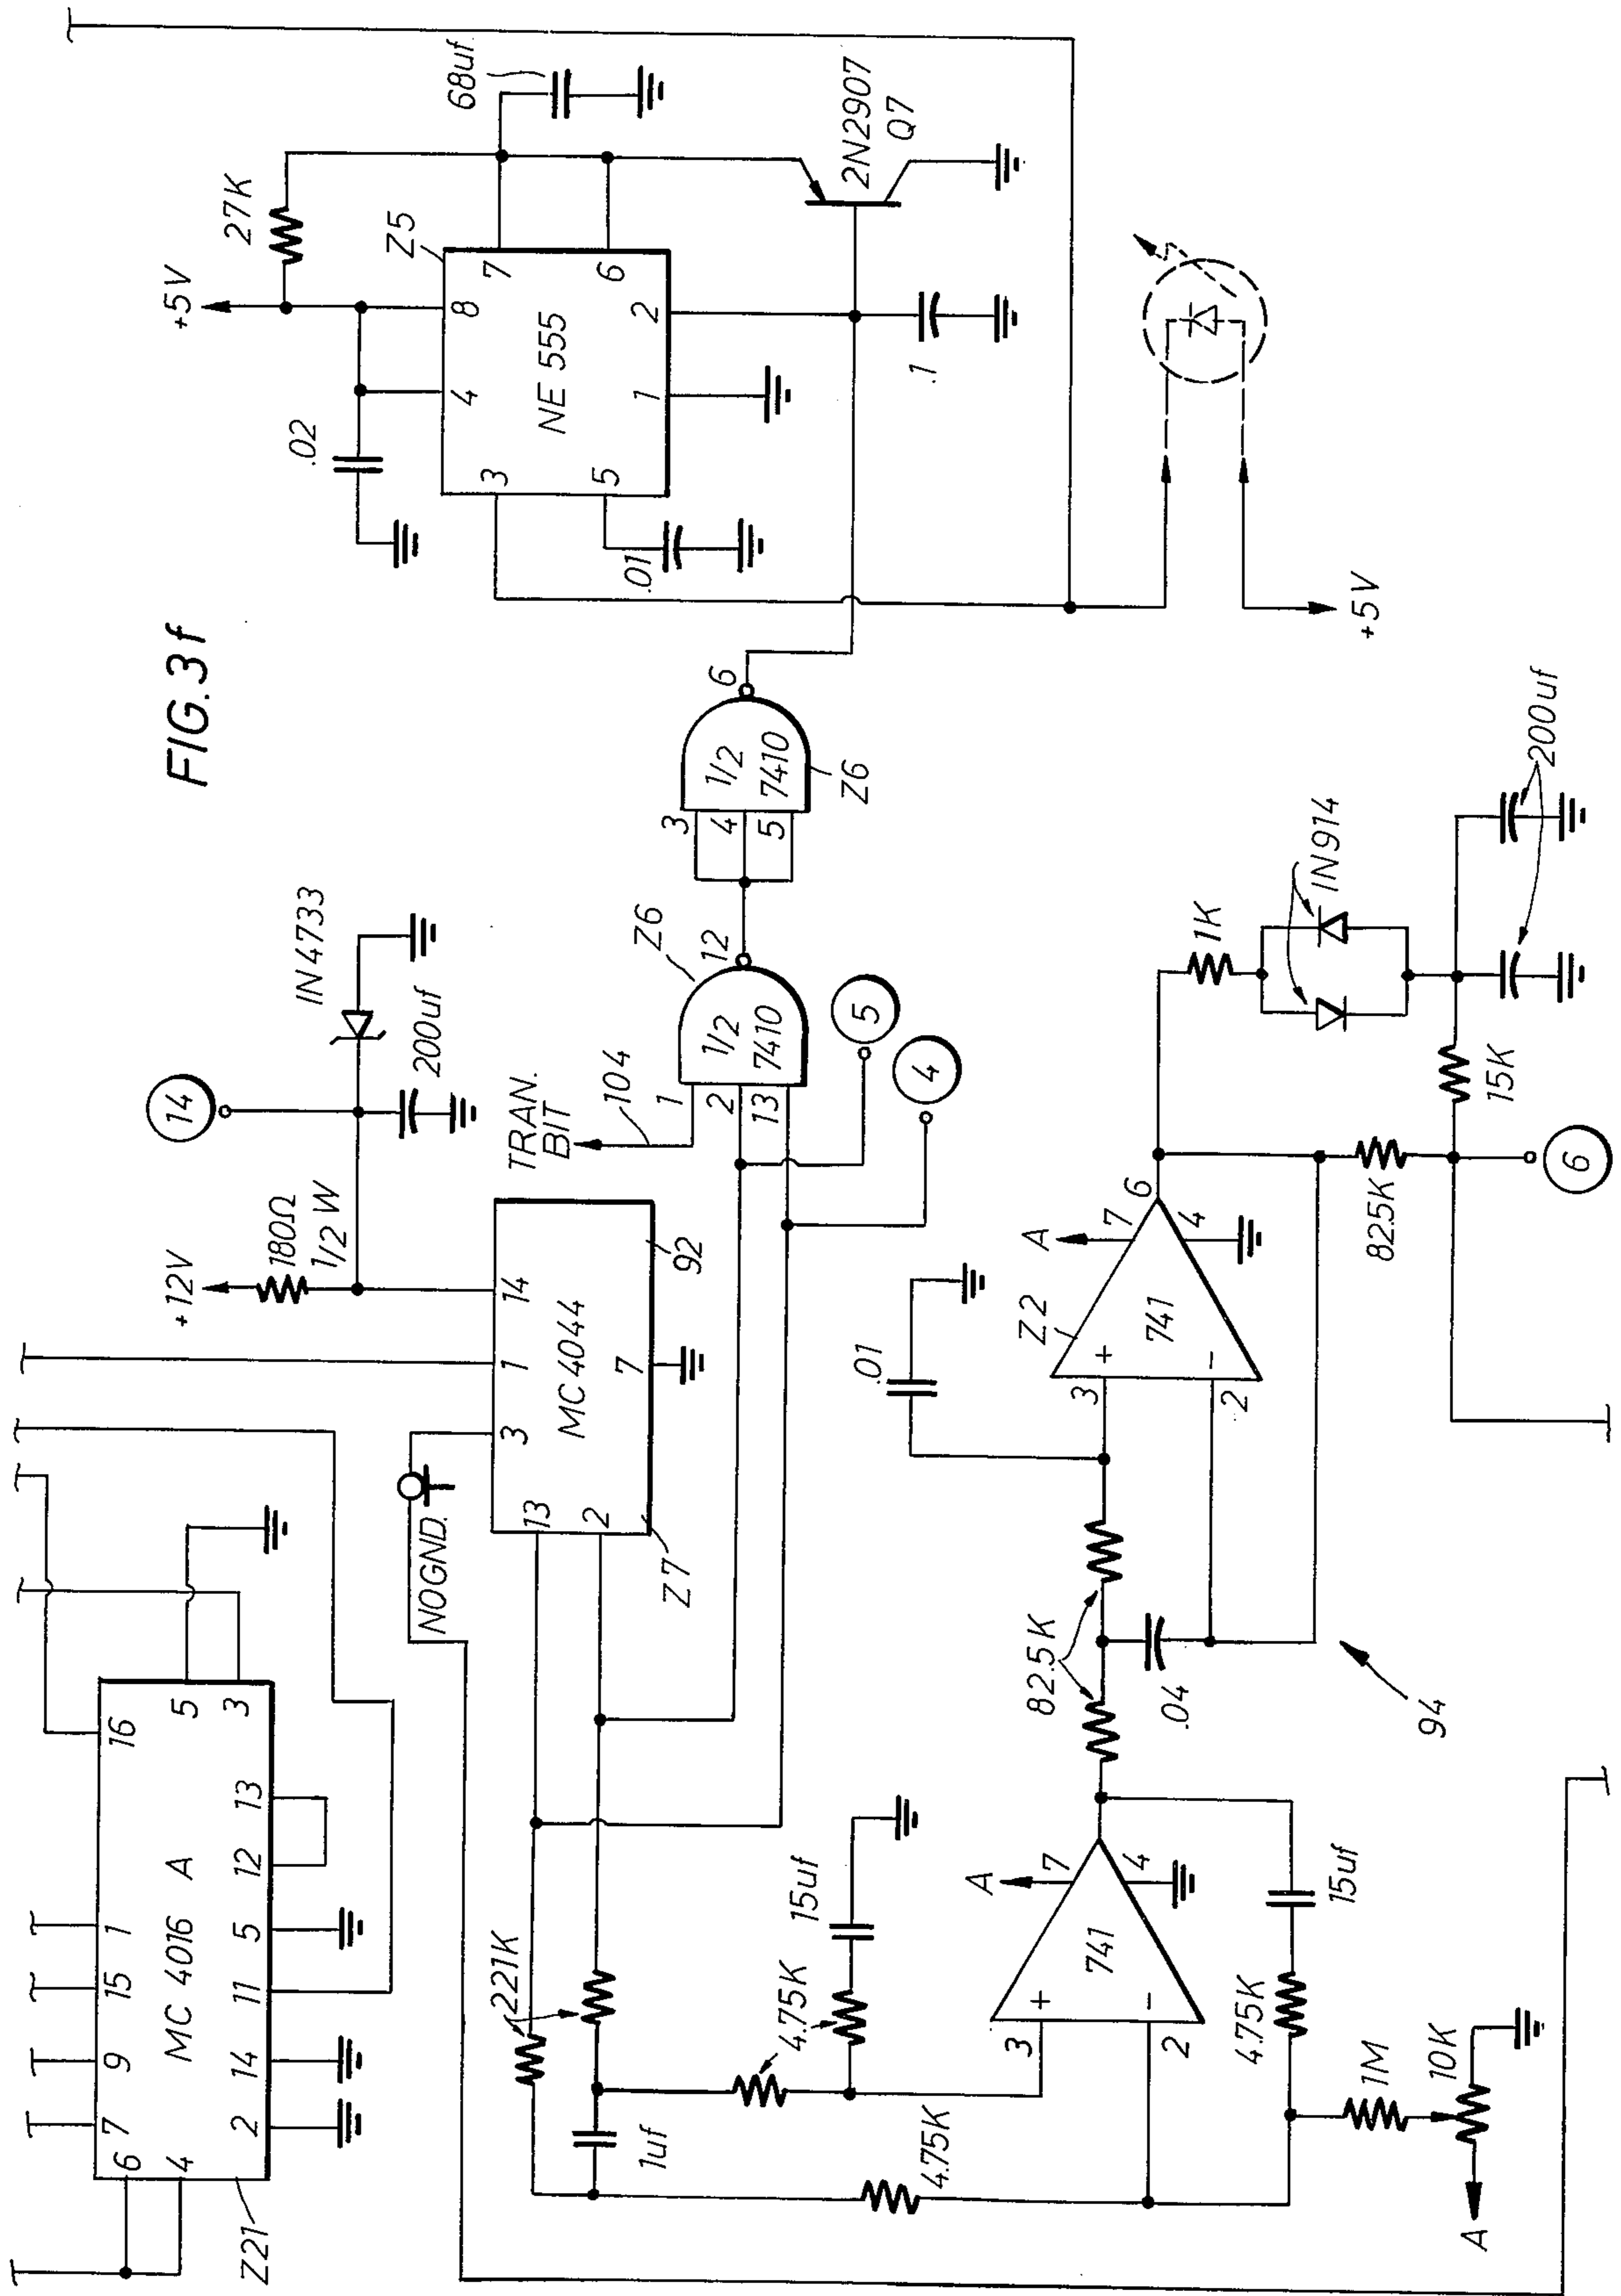 FIG. 3f
+5V
27K
68uf
.02
Z5
4
8
7
3
NE 555
6
5
1
2
.01
.1
2N2907
Q7
+5V
Z21
6
7
9
15
1
16
4
MC 4016 A
5
3
2
14
11
5
12
13
+12V
180Ω
1/2 W
14
IN4733
200uf
NO GND.
3
1
14
13
MC 4044
2
7
Z7
92
TRAN.
BIT
104
1
2
13
1/2
7410
12
Z6
5
4
3
4
5
1/2
7410
6
Z6
221K
1uf
4.75K
15uf
4.75K
A
7
3
+
741
4
2
-
4.75K
15uf
1M
10K
A
82.5K
.04
94
.01
Z2
A
7
3
+
741
6
4
2
-
825K
6
15K
1K
IN914
200uf